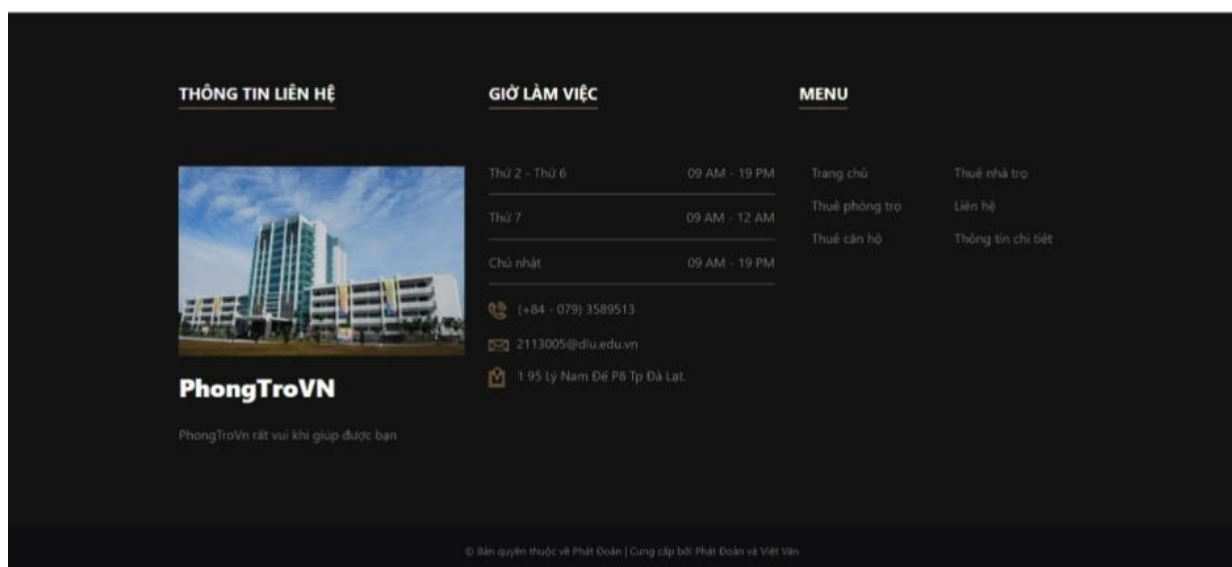 THÔNG TIN LIÊN HỆ
PhongTroVN
PhongTroVn rất vui khi giúp được bạn
GIỜ LÀM VIỆC
Thứ 2 - Thứ 6 09 AM - 19 PM
Thứ 7 09 AM - 12 AM
Chủ nhật 09 AM - 19 PM
(+84 - 079) 3589513
2113005@dlu.edu.vn
1 95 Lý Nam Đế P8 Tp Đà Lạt.
MENU
Trang chủ Thuê nhà trọ
Thuê phòng trọ Liên hệ
Thuê căn hộ Thông tin chi tiết
© Bản quyền thuộc về Phát Đoàn | Cung cấp bởi Phát Đoàn và Việt Văn